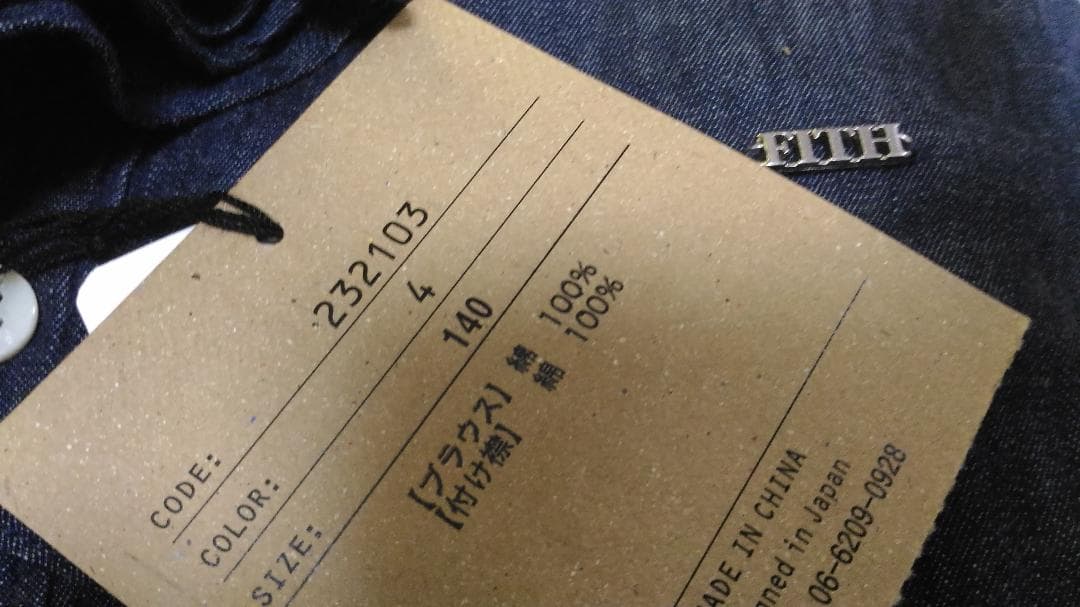 FITH
CODE: 232103
COLOR: 4
SIZE: 140
【ブラウス】 綿 100%
【付け襟】 綿 100%
ADE IN CHINA
ned in Japan
06-6209-0928